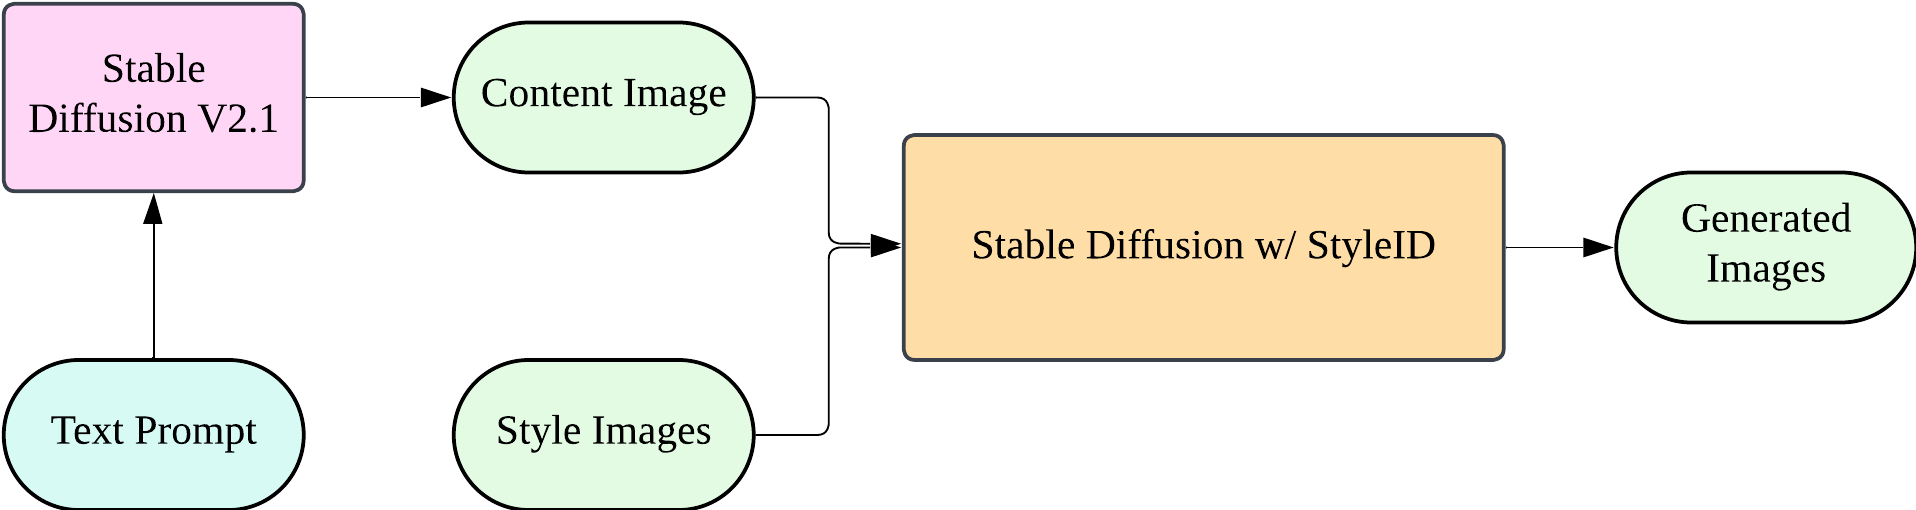 Stable
Diffusion V2.1
Content Image
Stable Diffusion w/ StyleID
Generated
Images
Text Prompt
Style Images